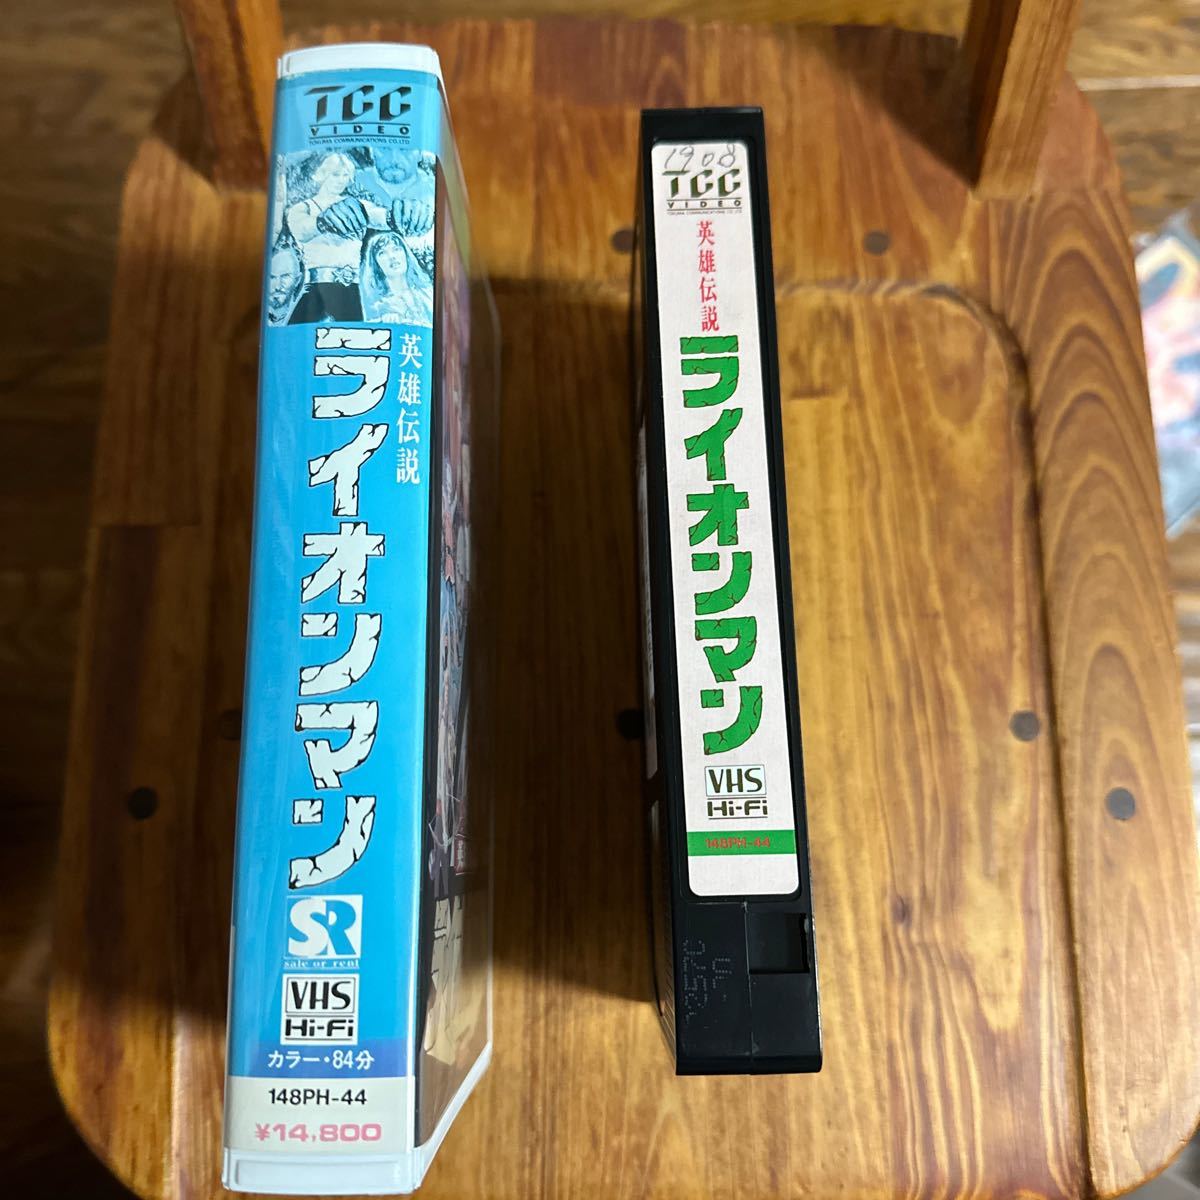 TCC
VIDEO
TOKUMA COMMUNICATIONS CO., LTD.
英雄伝説
ライオンマン
SR
sale or rent
VHS
Hi-Fi
カラー・84分
148PH-44
¥14,800
1908
TCC
VIDEO
TOKUMA COMMUNICATIONS CO., LTD.
英雄伝説
ライオンマン
VHS
Hi-Fi
148PH-44